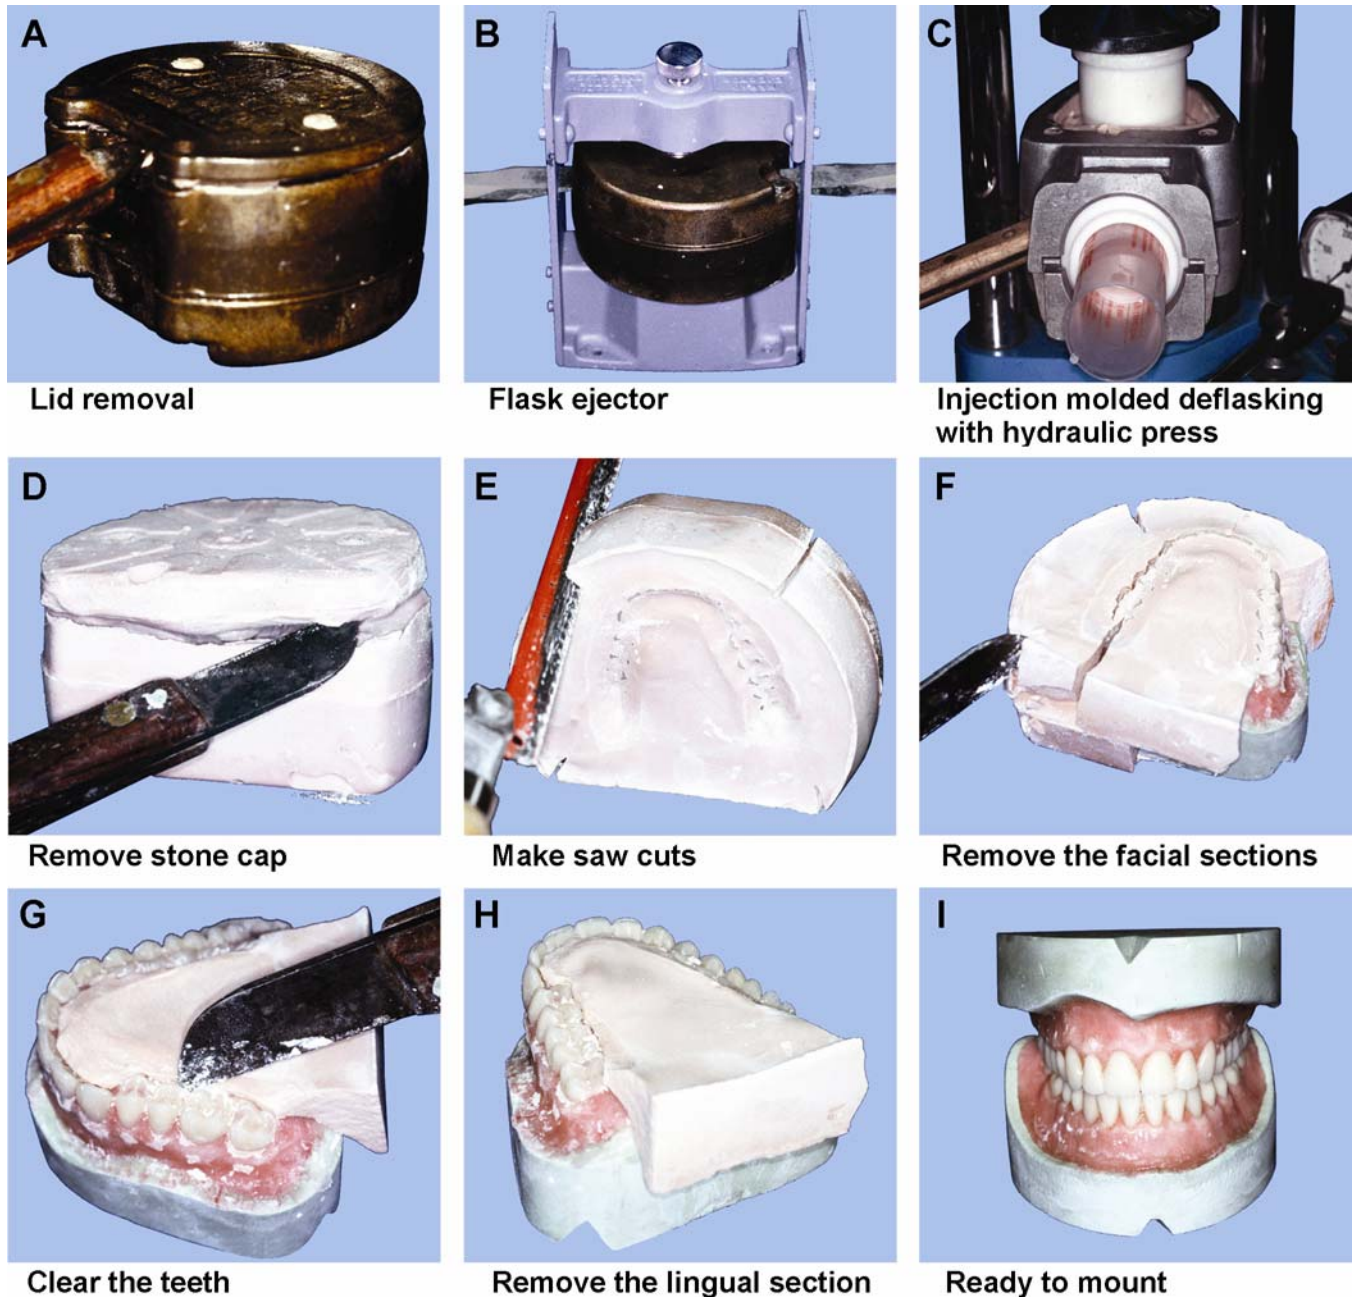 A
B
C
Lid removal
Flask ejector
Injection molded deflasking
with hydraulic press
D
E
F
Remove stone cap
Make saw cuts
Remove the facial sections
G
H
I
Clear the teeth
Remove the lingual section
Ready to mount